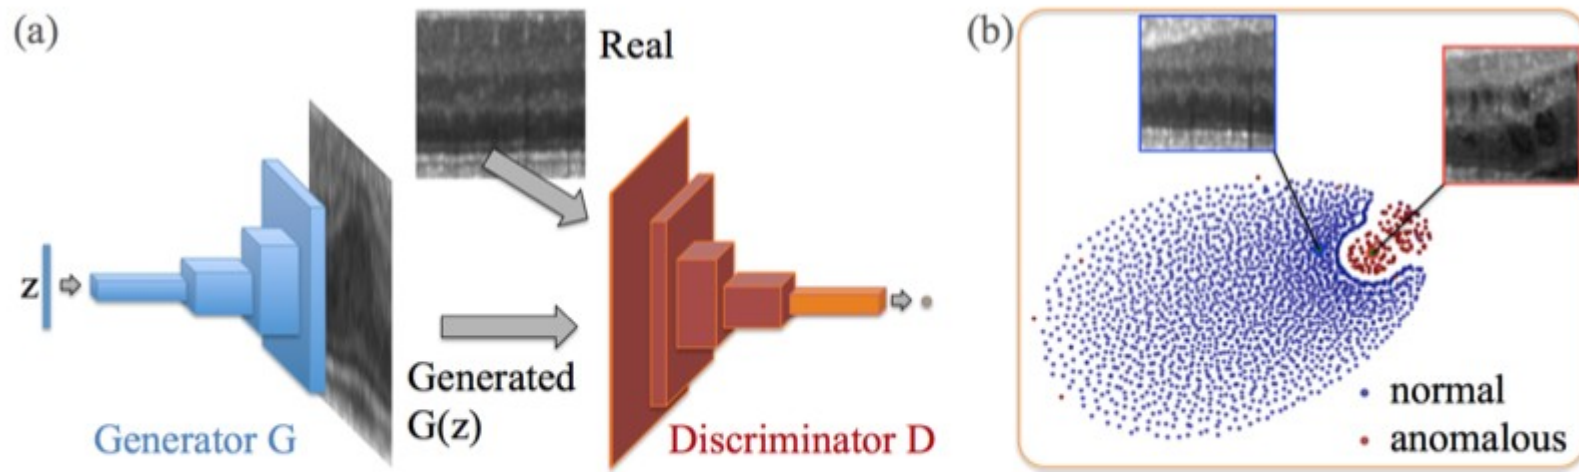 (a)
Real
z
Generated
G(z)
Generator G
Discriminator D
(b)
normal
anomalous